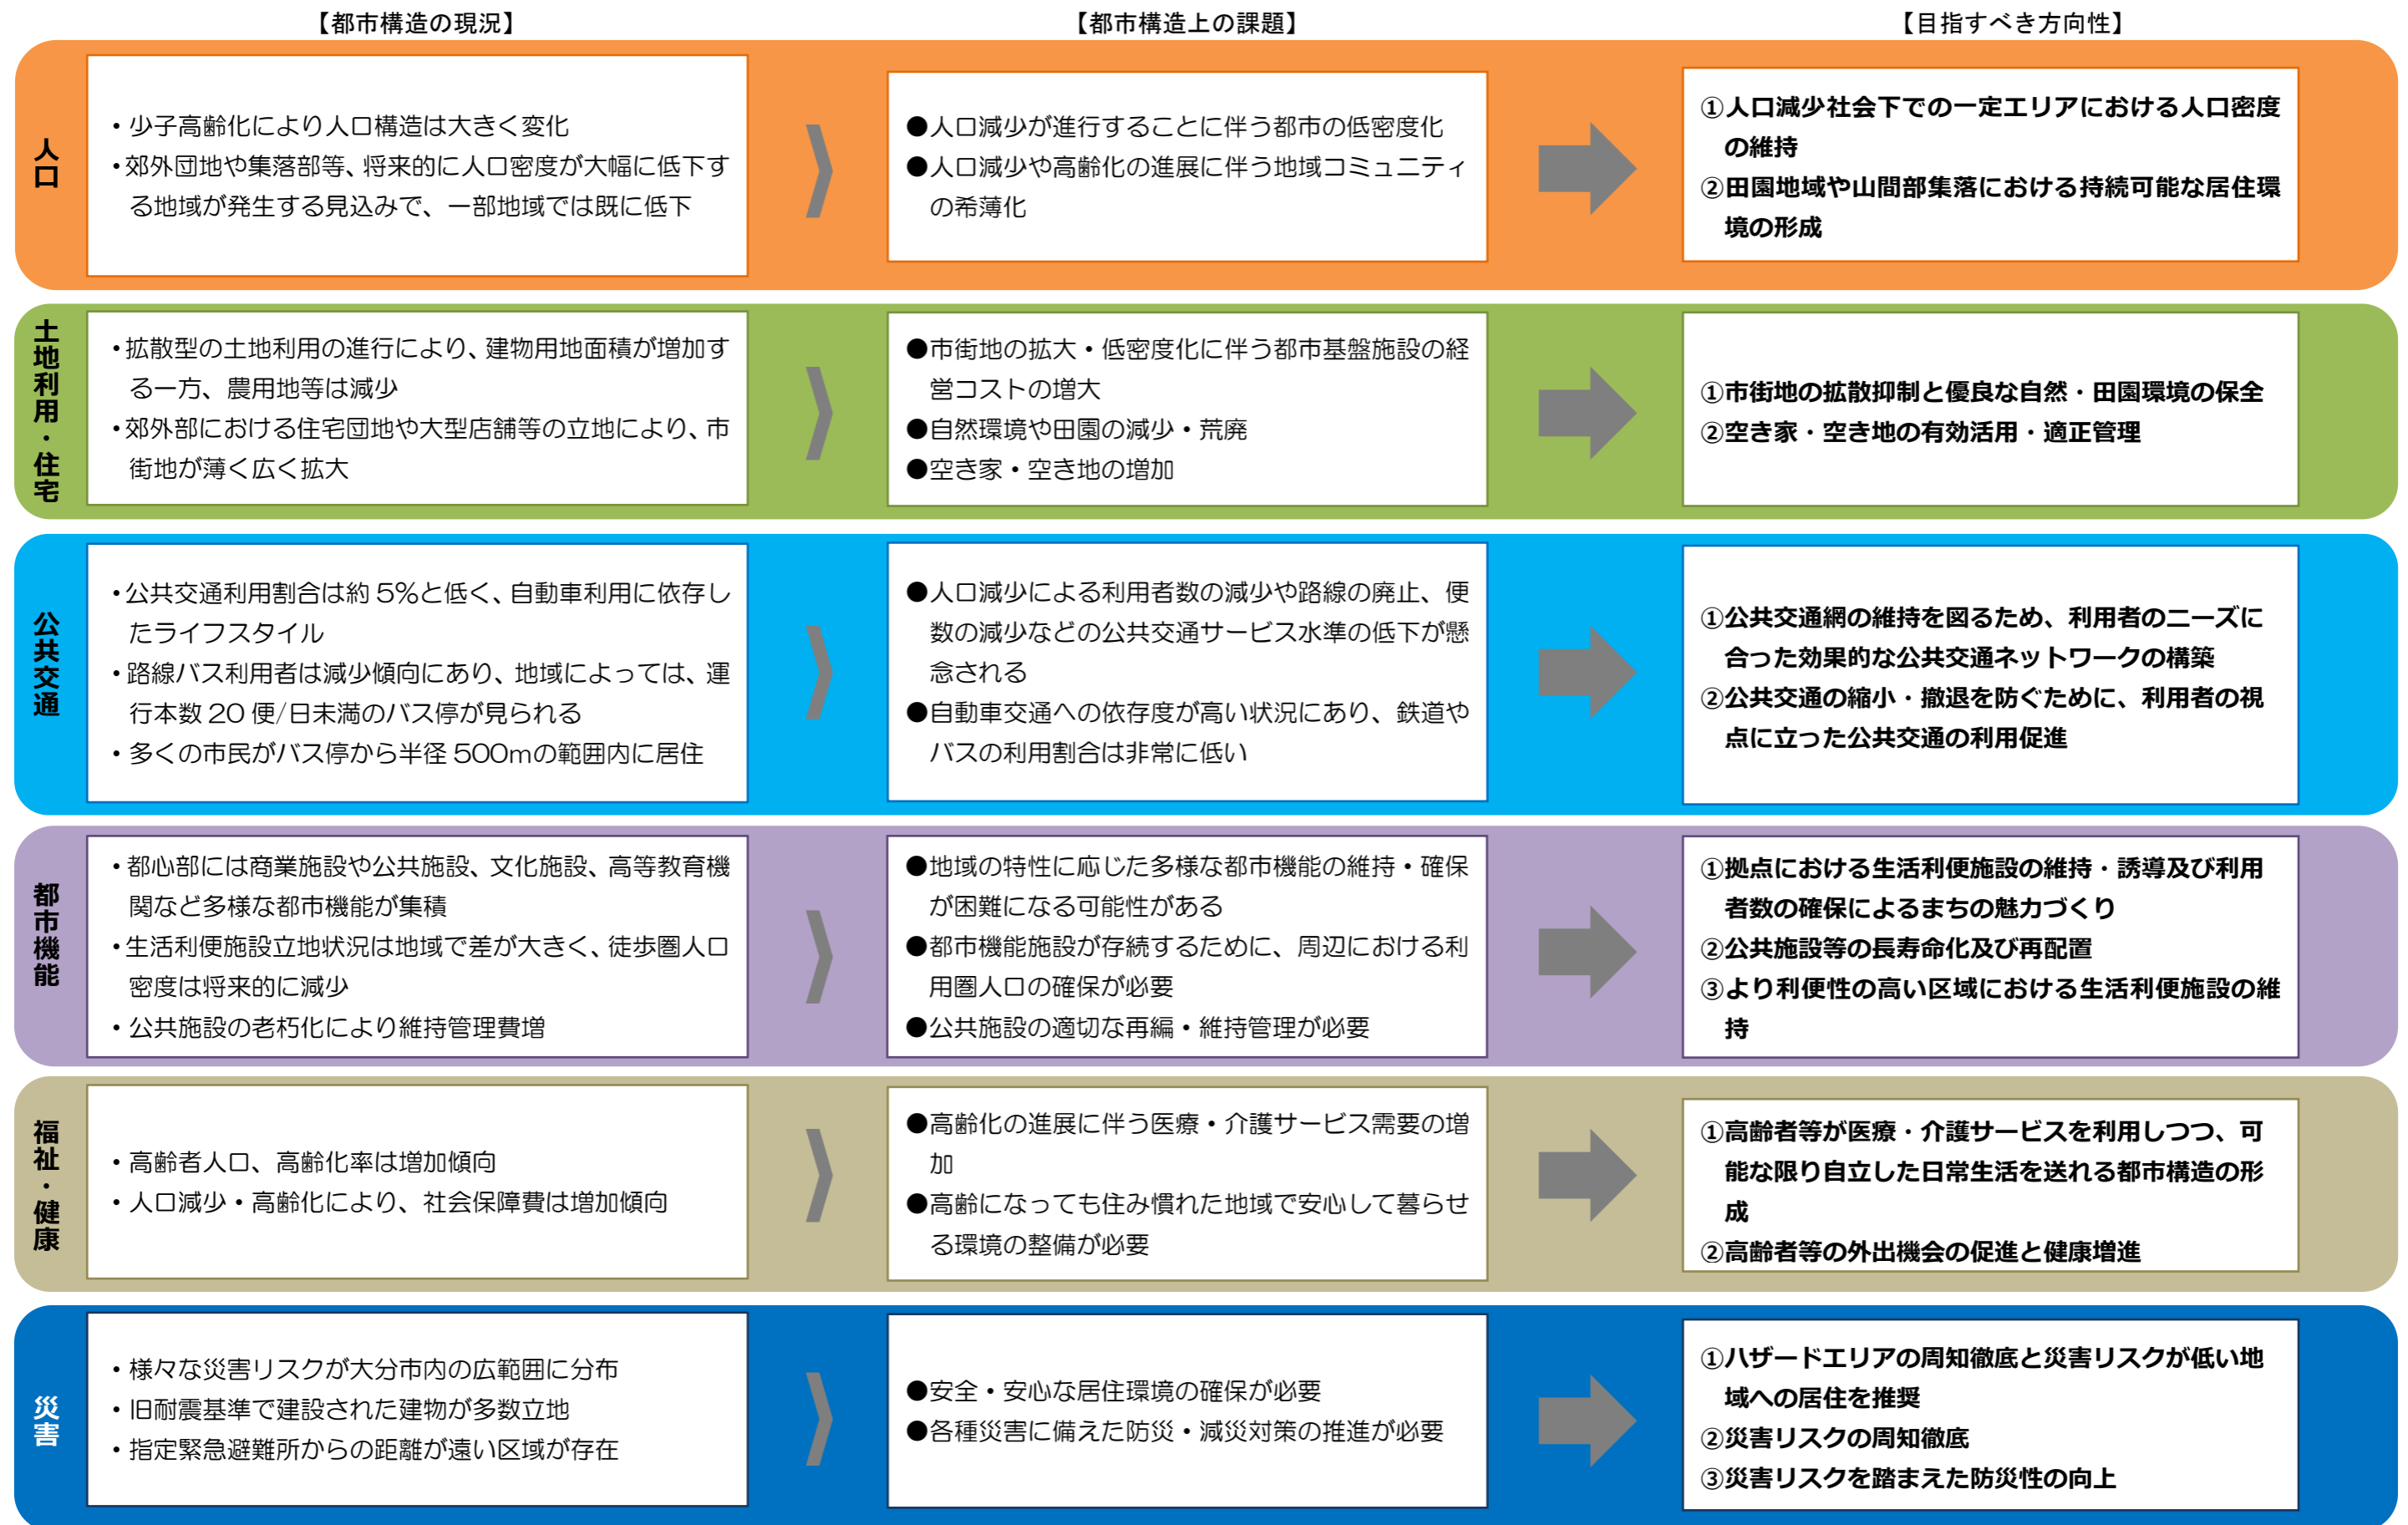 【都市構造の現況】
【都市構造上の課題】
【目指すべき方向性】
人口
・少子高齢化により人口構造は大きく変化
・郊外団地や集落部等、将来的に人口密度が大幅に低下す
る地域が発生する見込みで、一部地域では既に低下
●人口減少が進行することに伴う都市の低密度化
●人口減少や高齢化の進展に伴う地域コミュニティ
の希薄化
①人口減少社会下での一定エリアにおける人口密度
の維持
②田園地域や山間部集落における持続可能な居住環
境の形成
土地利用・住宅
・拡散型の土地利用の進行により、建物用地面積が増加す
る一方、農用地等は減少
・郊外部における住宅団地や大型店舗等の立地により、市
街地が薄く広く拡大
●市街地の拡大・低密度化に伴う都市基盤施設の経
営コストの増大
●自然環境や田園の減少・荒廃
●空き家・空き地の増加
①市街地の拡散抑制と優良な自然・田園環境の保全
②空き家・空き地の有効活用・適正管理
公共交通
・公共交通利用割合は約 5%と低く、自動車利用に依存し
たライフスタイル
・路線バス利用者は減少傾向にあり、地域によっては、運
行本数 20 便/日未満のバス停が見られる
・多くの市民がバス停から半径 500mの範囲内に居住
●人口減少による利用者数の減少や路線の廃止、便
数の減少などの公共交通サービス水準の低下が懸
念される
●自動車交通への依存度が高い状況にあり、鉄道や
バスの利用割合は非常に低い
①公共交通網の維持を図るため、利用者のニーズに
合った効果的な公共交通ネットワークの構築
②公共交通の縮小・撤退を防ぐために、利用者の視
点に立った公共交通の利用促進
都市機能
・都心部には商業施設や公共施設、文化施設、高等教育機
関など多様な都市機能が集積
・生活利便施設立地状況は地域で差が大きく、徒歩圏人口
密度は将来的に減少
・公共施設の老朽化により維持管理費増
●地域の特性に応じた多様な都市機能の維持・確保
が困難になる可能性がある
●都市機能施設が存続するために、周辺における利
用圏人口の確保が必要
●公共施設の適切な再編・維持管理が必要
①拠点における生活利便施設の維持・誘導及び利用
者数の確保によるまちの魅力づくり
②公共施設等の長寿命化及び再配置
③より利便性の高い区域における生活利便施設の維
持
福祉・健康
・高齢者人口、高齢化率は増加傾向
・人口減少・高齢化により、社会保障費は増加傾向
●高齢化の進展に伴う医療・介護サービス需要の増
加
●高齢になっても住み慣れた地域で安心して暮らせ
る環境の整備が必要
①高齢者等が医療・介護サービスを利用しつつ、可
能な限り自立した日常生活を送れる都市構造の形
成
②高齢者等の外出機会の促進と健康増進
災害
・様々な災害リスクが大分市内の広範囲に分布
・旧耐震基準で建設された建物が多数立地
・指定緊急避難所からの距離が遠い区域が存在
●安全・安心な居住環境の確保が必要
●各種災害に備えた防災・減災対策の推進が必要
①ハザードエリアの周知徹底と災害リスクが低い地
域への居住を推奨
②災害リスクの周知徹底
③災害リスクを踏まえた防災性の向上